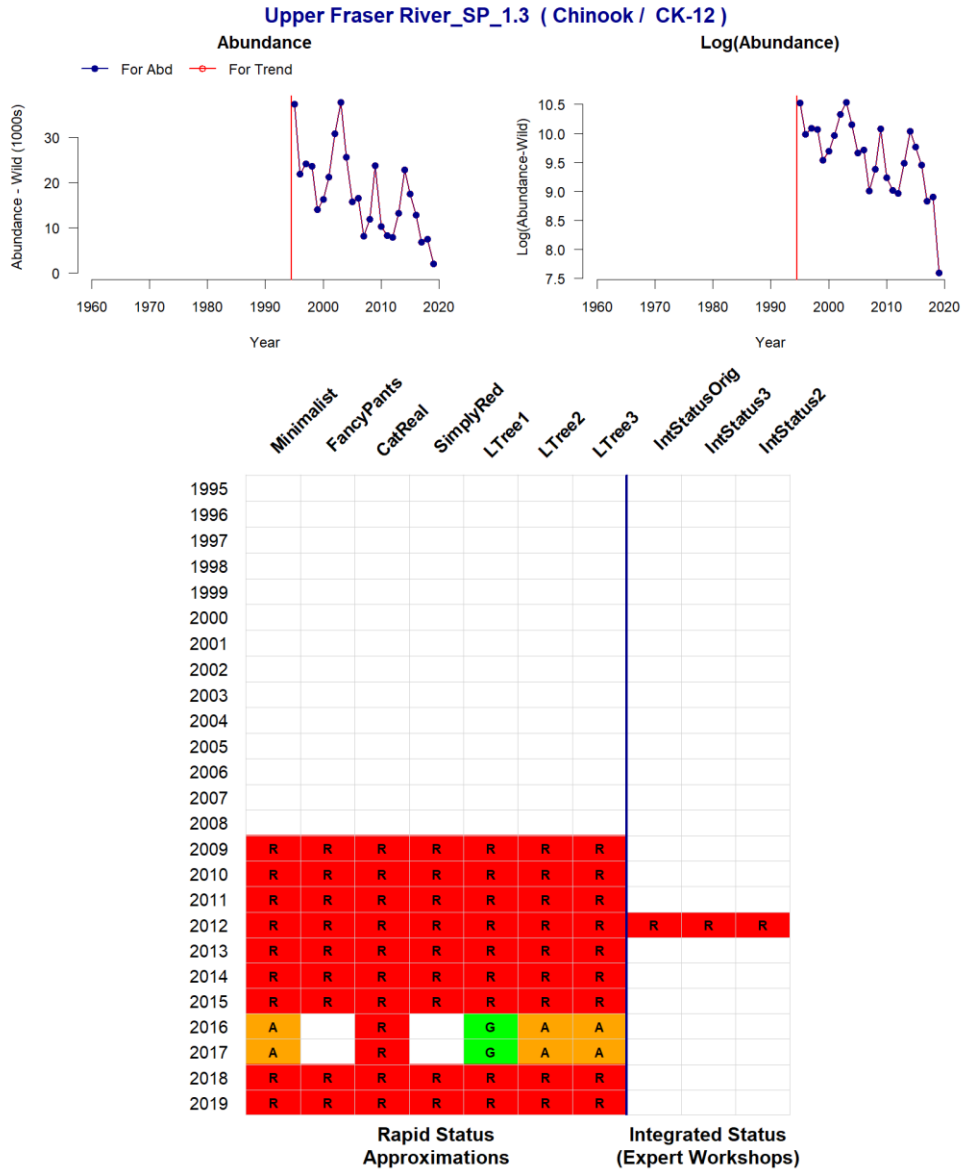 Upper Fraser River_SP_1.3 ( Chinook / CK-12 )
Abundance
For Abd
For Trend
Abundance - Wild (1000s)
30
20
10
0
1960 1970 1980 1990 2000 2010 2020
Year
Log(Abundance)
Log(Abundance-Wild)
10.5
10.0
9.5
9.0
8.5
8.0
7.5
1960 1970 1980 1990 2000 2010 2020
Year
Minimalist
FancyPants
CatReal
SimplyRed
LTree1
LTree2
LTree3
IntStatusOrig
IntStatus3
IntStatus2
1995
1996
1997
1998
1999
2000
2001
2002
2003
2004
2005
2006
2007
2008
2009 R R R R R R R
2010 R R R R R R R
2011 R R R R R R R
2012 R R R R R R R R R R
2013 R R R R R R R
2014 R R R R R R R
2015 R R R R R R R
2016 A R G A A
2017 A R G A A
2018 R R R R R R R
2019 R R R R R R R
Rapid Status
Approximations
Integrated Status
(Expert Workshops)